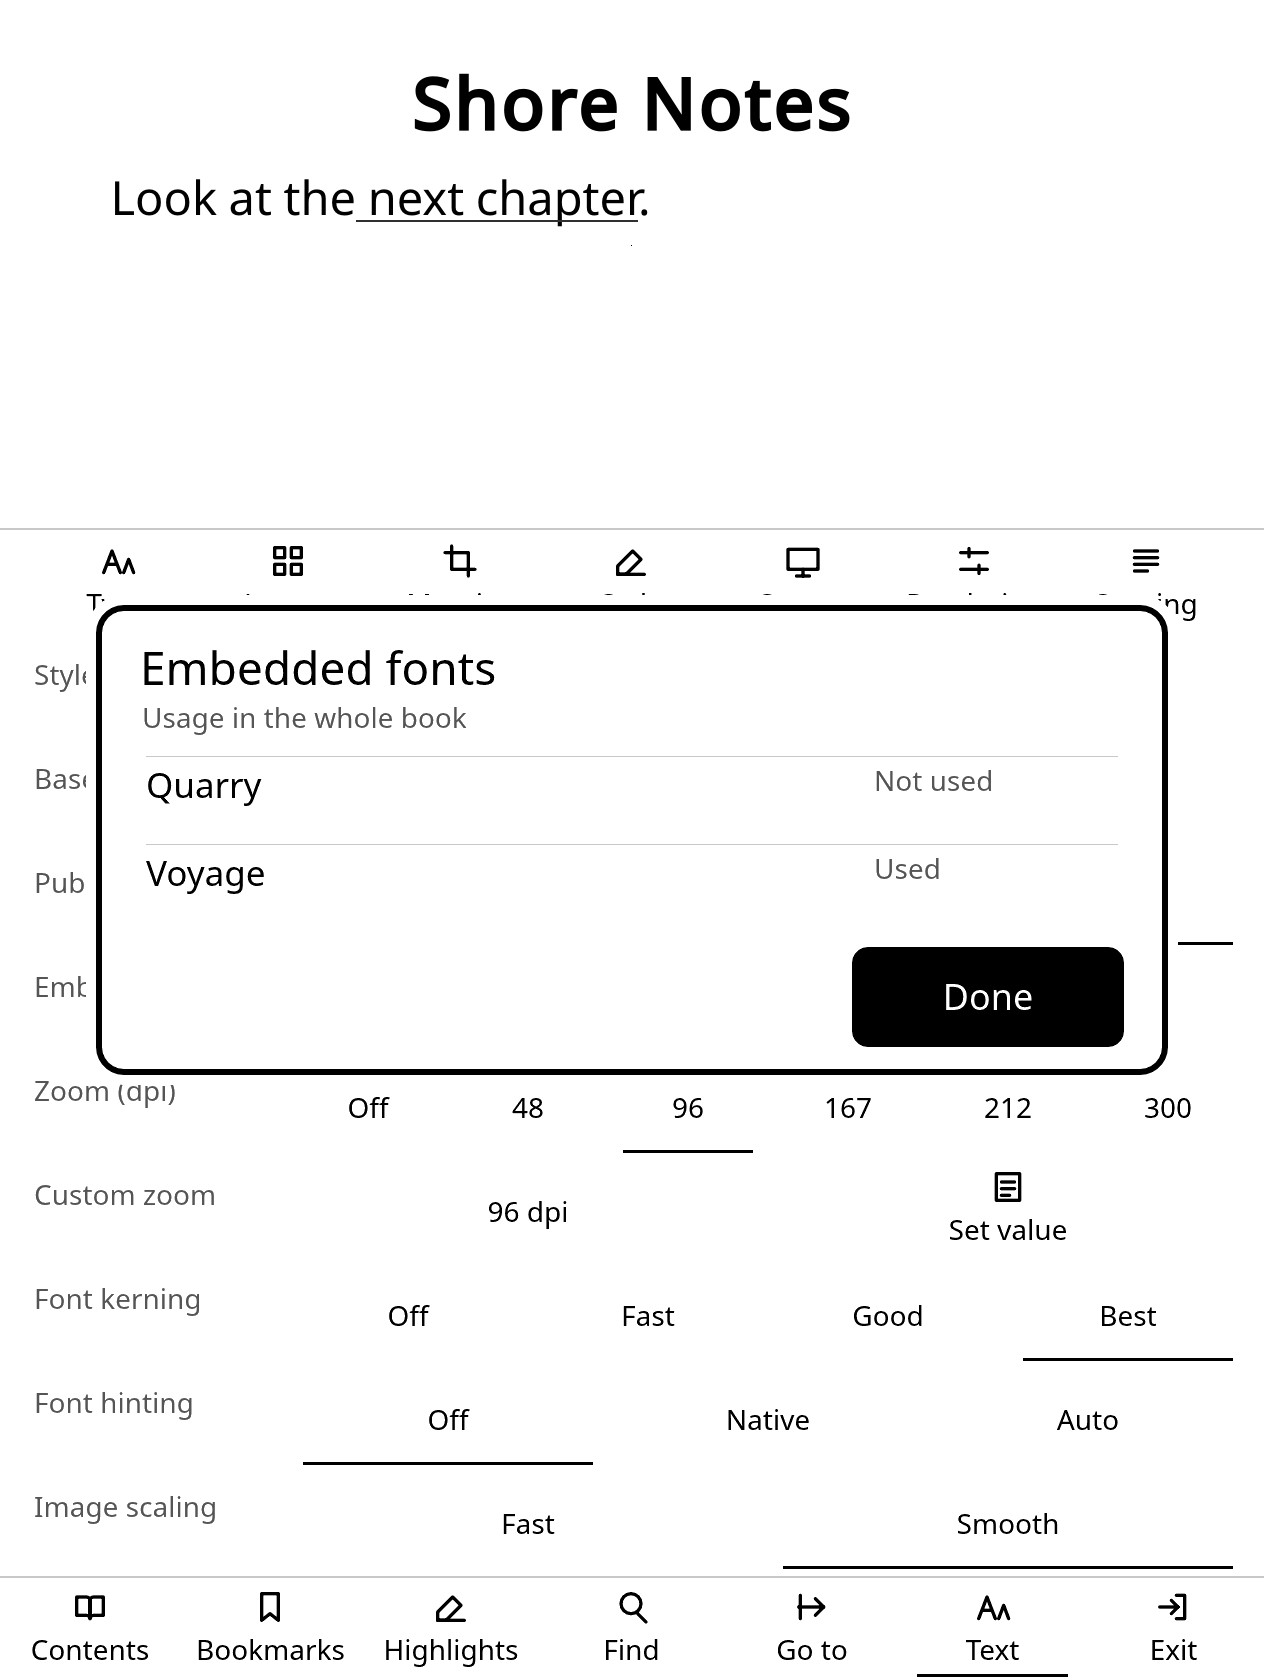 Shore Notes
Look at the next chapter.
Embedded fonts
Usage in the whole book
Quarry Not used
Voyage Used
Done
Zoom (dpi) Off 48 96 167 212 300
Custom zoom 96 dpi Set value
Font kerning Off Fast Good Best
Font hinting Off Native Auto
Image scaling Fast Smooth
Contents Bookmarks Highlights Find Go to Text Exit